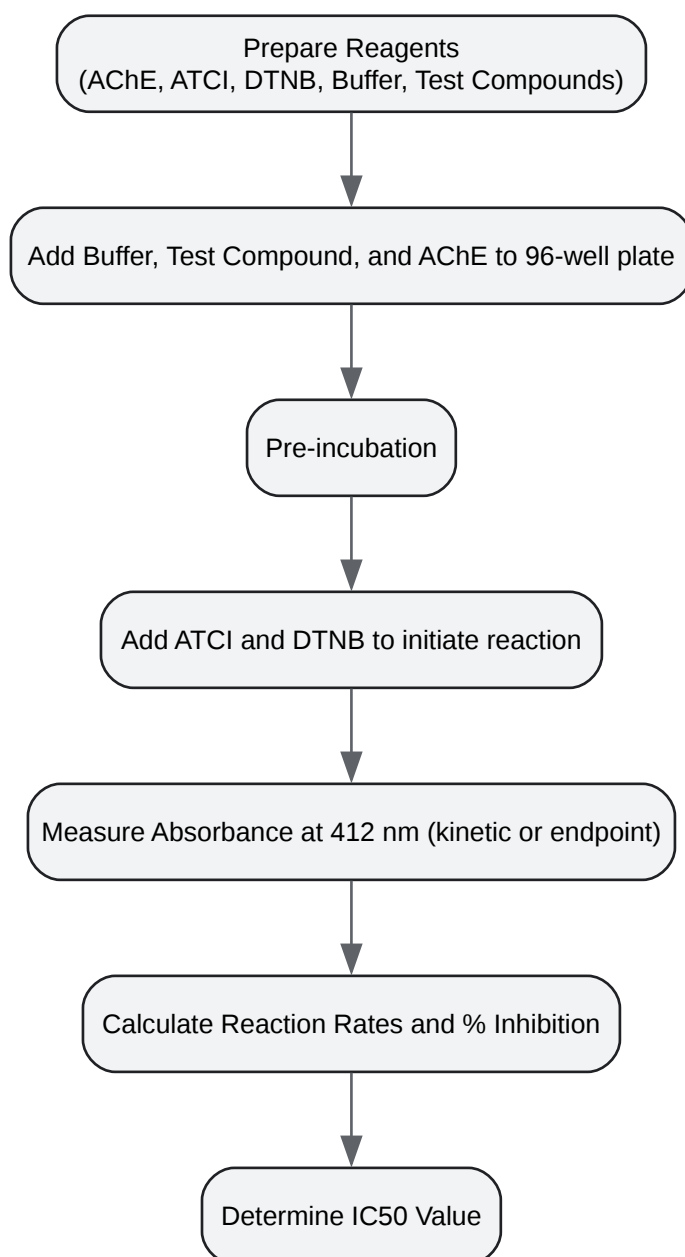 Prepare Reagents
(AChE, ATCI, DTNB, Buffer, Test Compounds)
Add Buffer, Test Compound, and AChE to 96-well plate
Pre-incubation
Add ATCI and DTNB to initiate reaction
Measure Absorbance at 412 nm (kinetic or endpoint)
Calculate Reaction Rates and % Inhibition
Determine IC50 Value